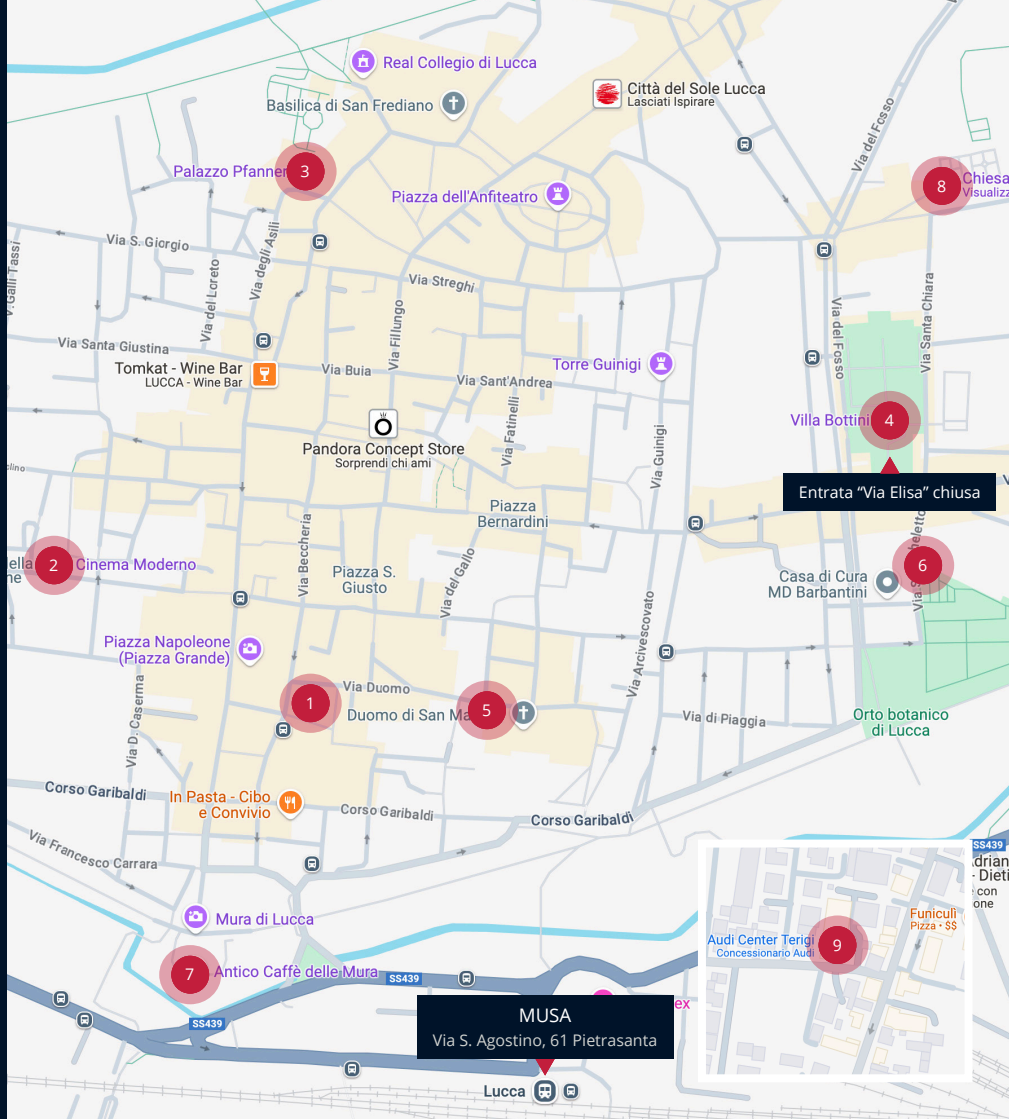 Real Collegio di Lucca
Basilica di San Frediano
Città del Sole Lucca
Lasciati Ispirare
Via del Fosso
Palazzo Pfanner
3
8
Chiesa
Visualizz
Piazza dell'Anfiteatro
Via S. Giorgio
Via degli Asili
Via del Loreto
V. Galli Tassi
Via Streghi
Via Fillungo
Via del Fosso
Via Santa Chiara
Via Santa Giustina
Tomkat - Wine Bar
LUCCA - Wine Bar
Via Buia
Via Sant'Andrea
Torre Guinigi
Via Fatinelli
Via Guinigi
Pandora Concept Store
Sorprendi chi ami
Villa Bottini
4
Entrata “Via Elisa” chiusa
Piazza
Bernardini
2
Cinema Moderno
Via Beccheria
Piazza S.
Giusto
Via del Gallo
Casa di Cura
MD Barbantini
6
Piazza Napoleone
(Piazza Grande)
Via Arcivescovato
Via D. Caserma
1
Via Duomo
Duomo di San Ma
5
Via di Piaggia
Orto botanico
di Lucca
Corso Garibaldi
In Pasta - Cibo
e Convivio
Corso Garibaldi
Corso Garibaldi
Via Francesco Carrara
SS439
Mura di Lucca
7
Antico Caffè delle Mura
SS439
SS439
MUSA
Via S. Agostino, 61 Pietrasanta
Lucca
Audi Center Terigi
Concessionario Audi
9
Funiculì
Pizza • $$